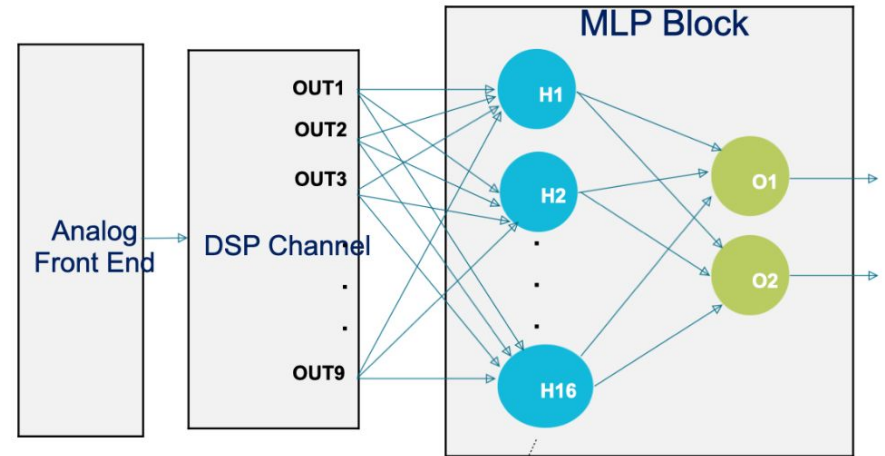 MLP Block
OUT1
OUT2
OUT3
OUT9
Analog
Front End
DSP Channel
H1
H2
H16
O1
O2